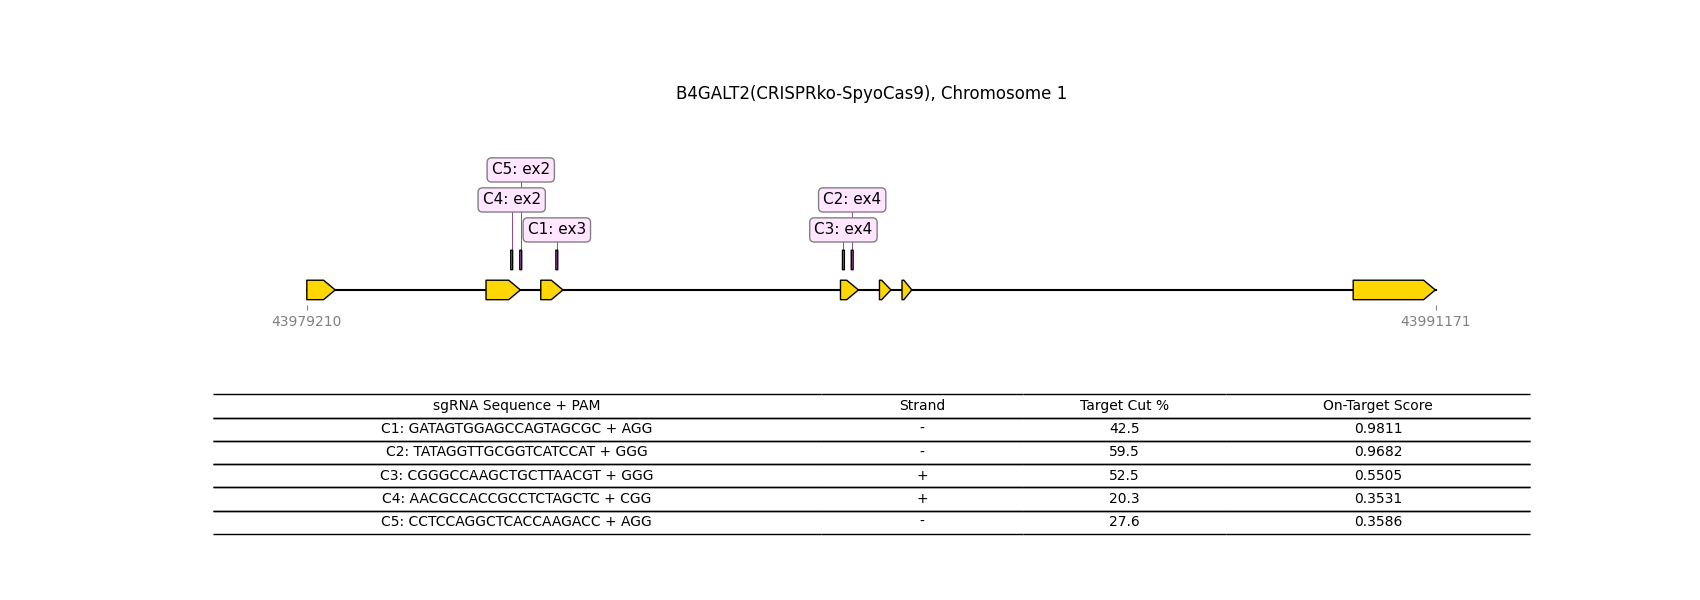 B4GALT2(CRISPRko-SpyoCas9), Chromosome 1
C5: ex2
C4: ex2
C2: ex4
C1: ex3
C3: ex4
43979210
43991171
sgRNA Sequence + PAM Strand Target Cut % On-Target Score
C1: GATAGTGGAGCCAGTAGCGC + AGG - 42.5 0.9811
C2: TATAGGTTGCGGTCATCCAT + GGG - 59.5 0.9682
C3: CGGGCCAAGCTGCTTAACGT + GGG + 52.5 0.5505
C4: AACGCCACCGCCTCTAGCTC + CGG + 20.3 0.3531
C5: CCTCCAGGCTCACCAAGACC + AGG - 27.6 0.3586